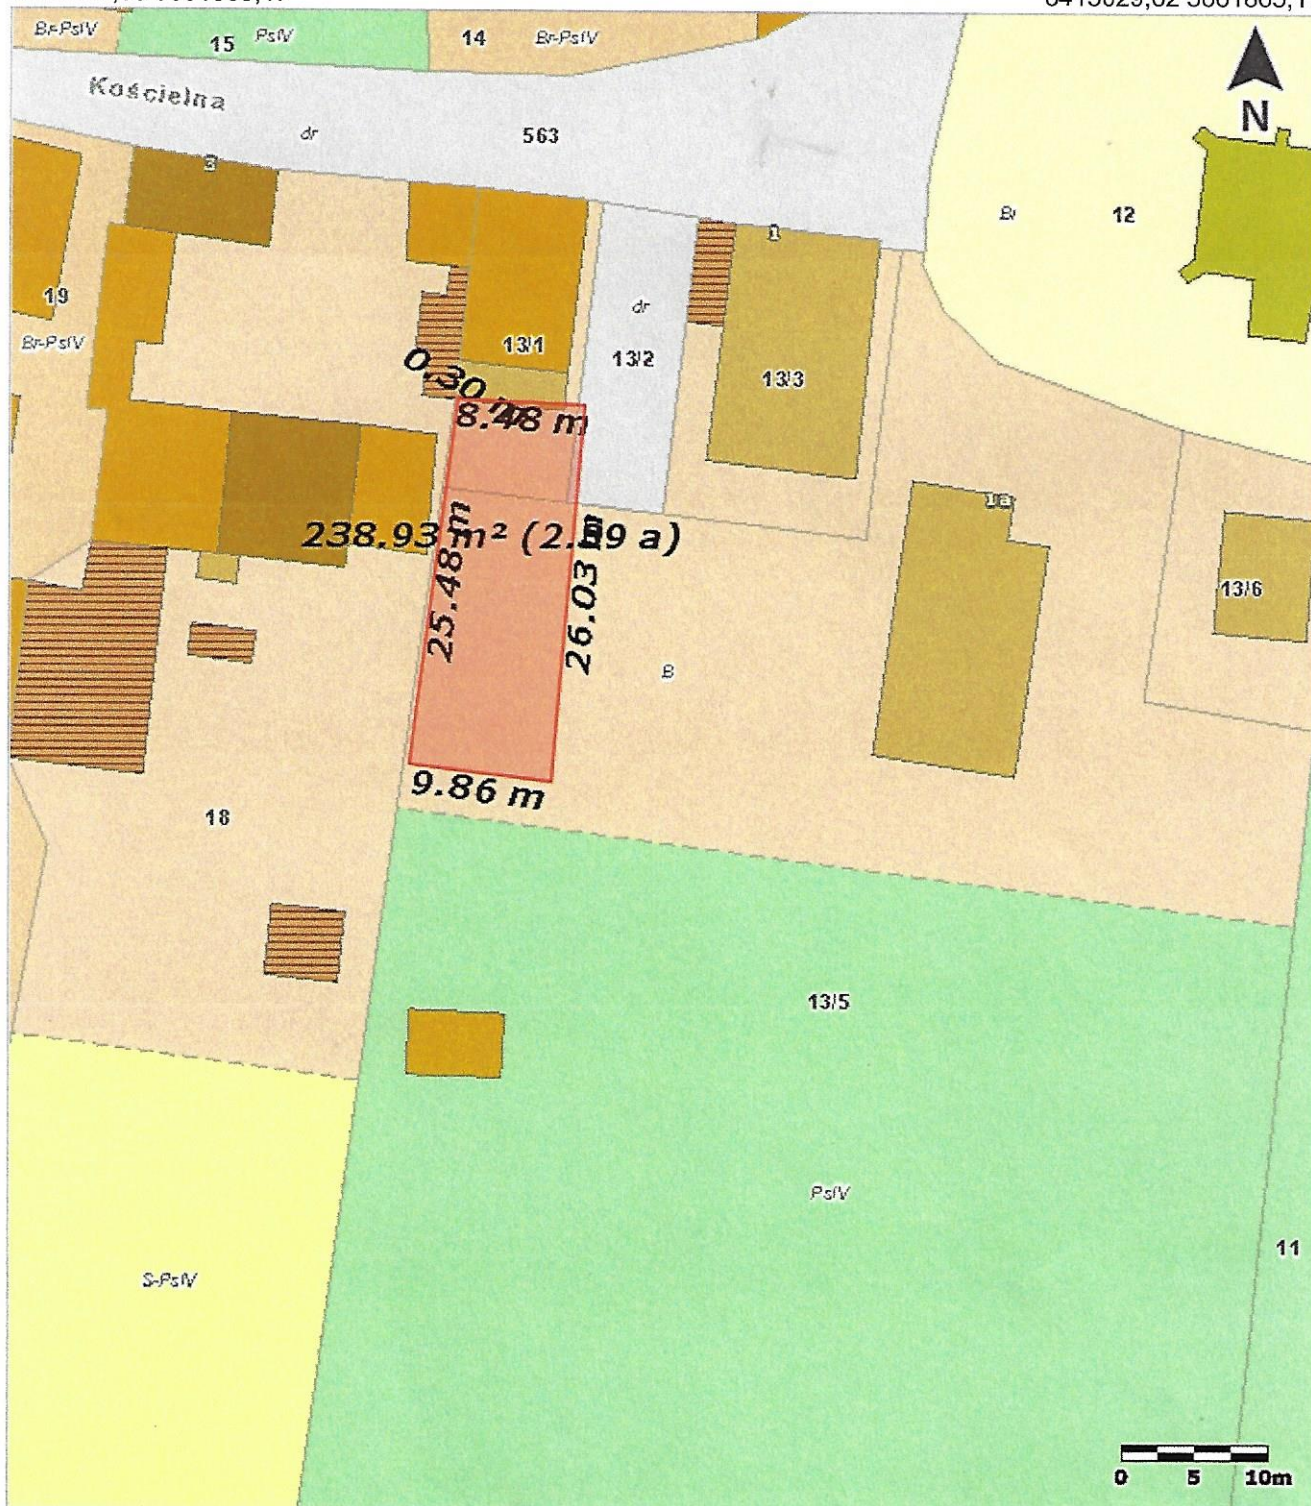 Br-PsIV
15
PsIV
14
Br-PsIV
Kościelna
dr
563
N
3
1
Br
12
19
Br-PsIV
13/1
dr
13/2
13/3
0.30 m
8.48 m
1a
238.93 m² (2.39 a)
25.48 m
26.03 m
13/6
B
9.86 m
18
13/5
PsIV
S-PsIV
11
0 5 10m